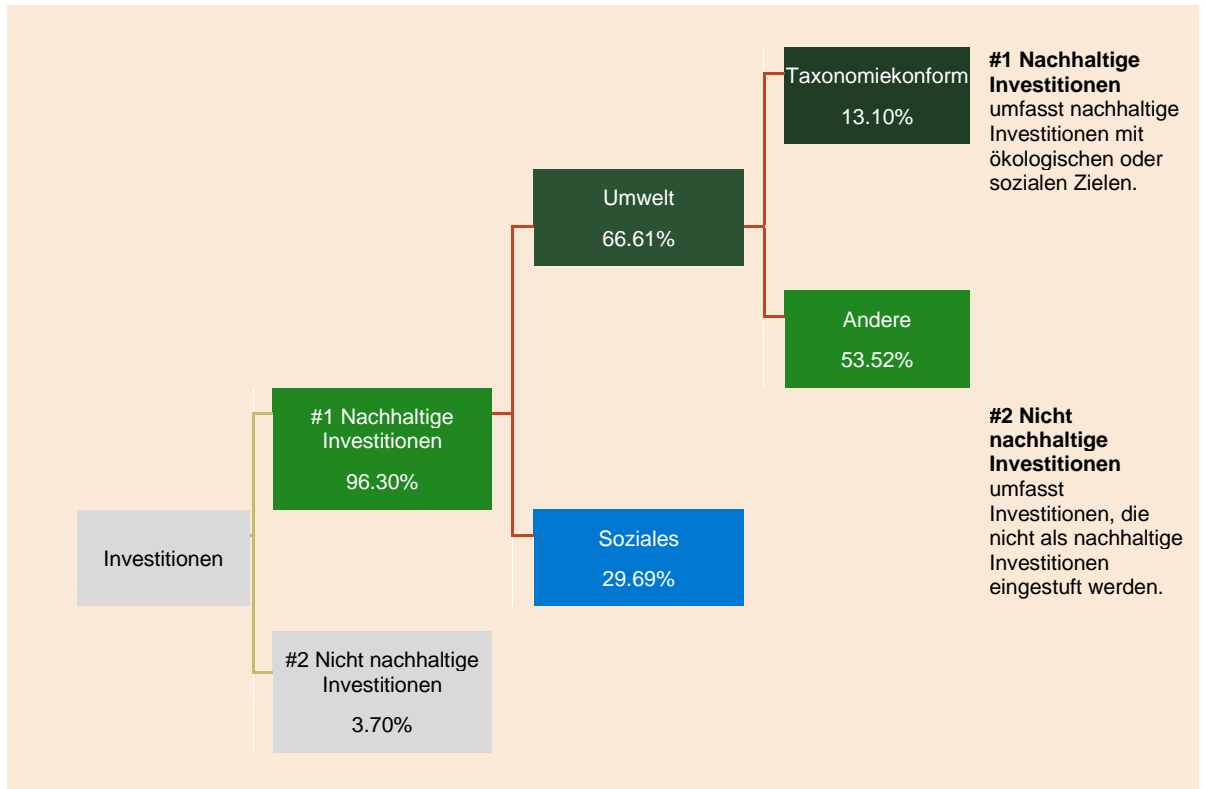 Investitionen
#1 Nachhaltige
Investitionen
96.30%
#2 Nicht nachhaltige
Investitionen
3.70%
Umwelt
66.61%
Soziales
29.69%
Taxonomiekonform
13.10%
Andere
53.52%
#1 Nachhaltige
Investitionen
umfasst nachhaltige
Investitionen mit
ökologischen oder
sozialen Zielen.
#2 Nicht
nachhaltige
Investitionen
umfasst
Investitionen, die
nicht als nachhaltige
Investitionen
eingestuft werden.